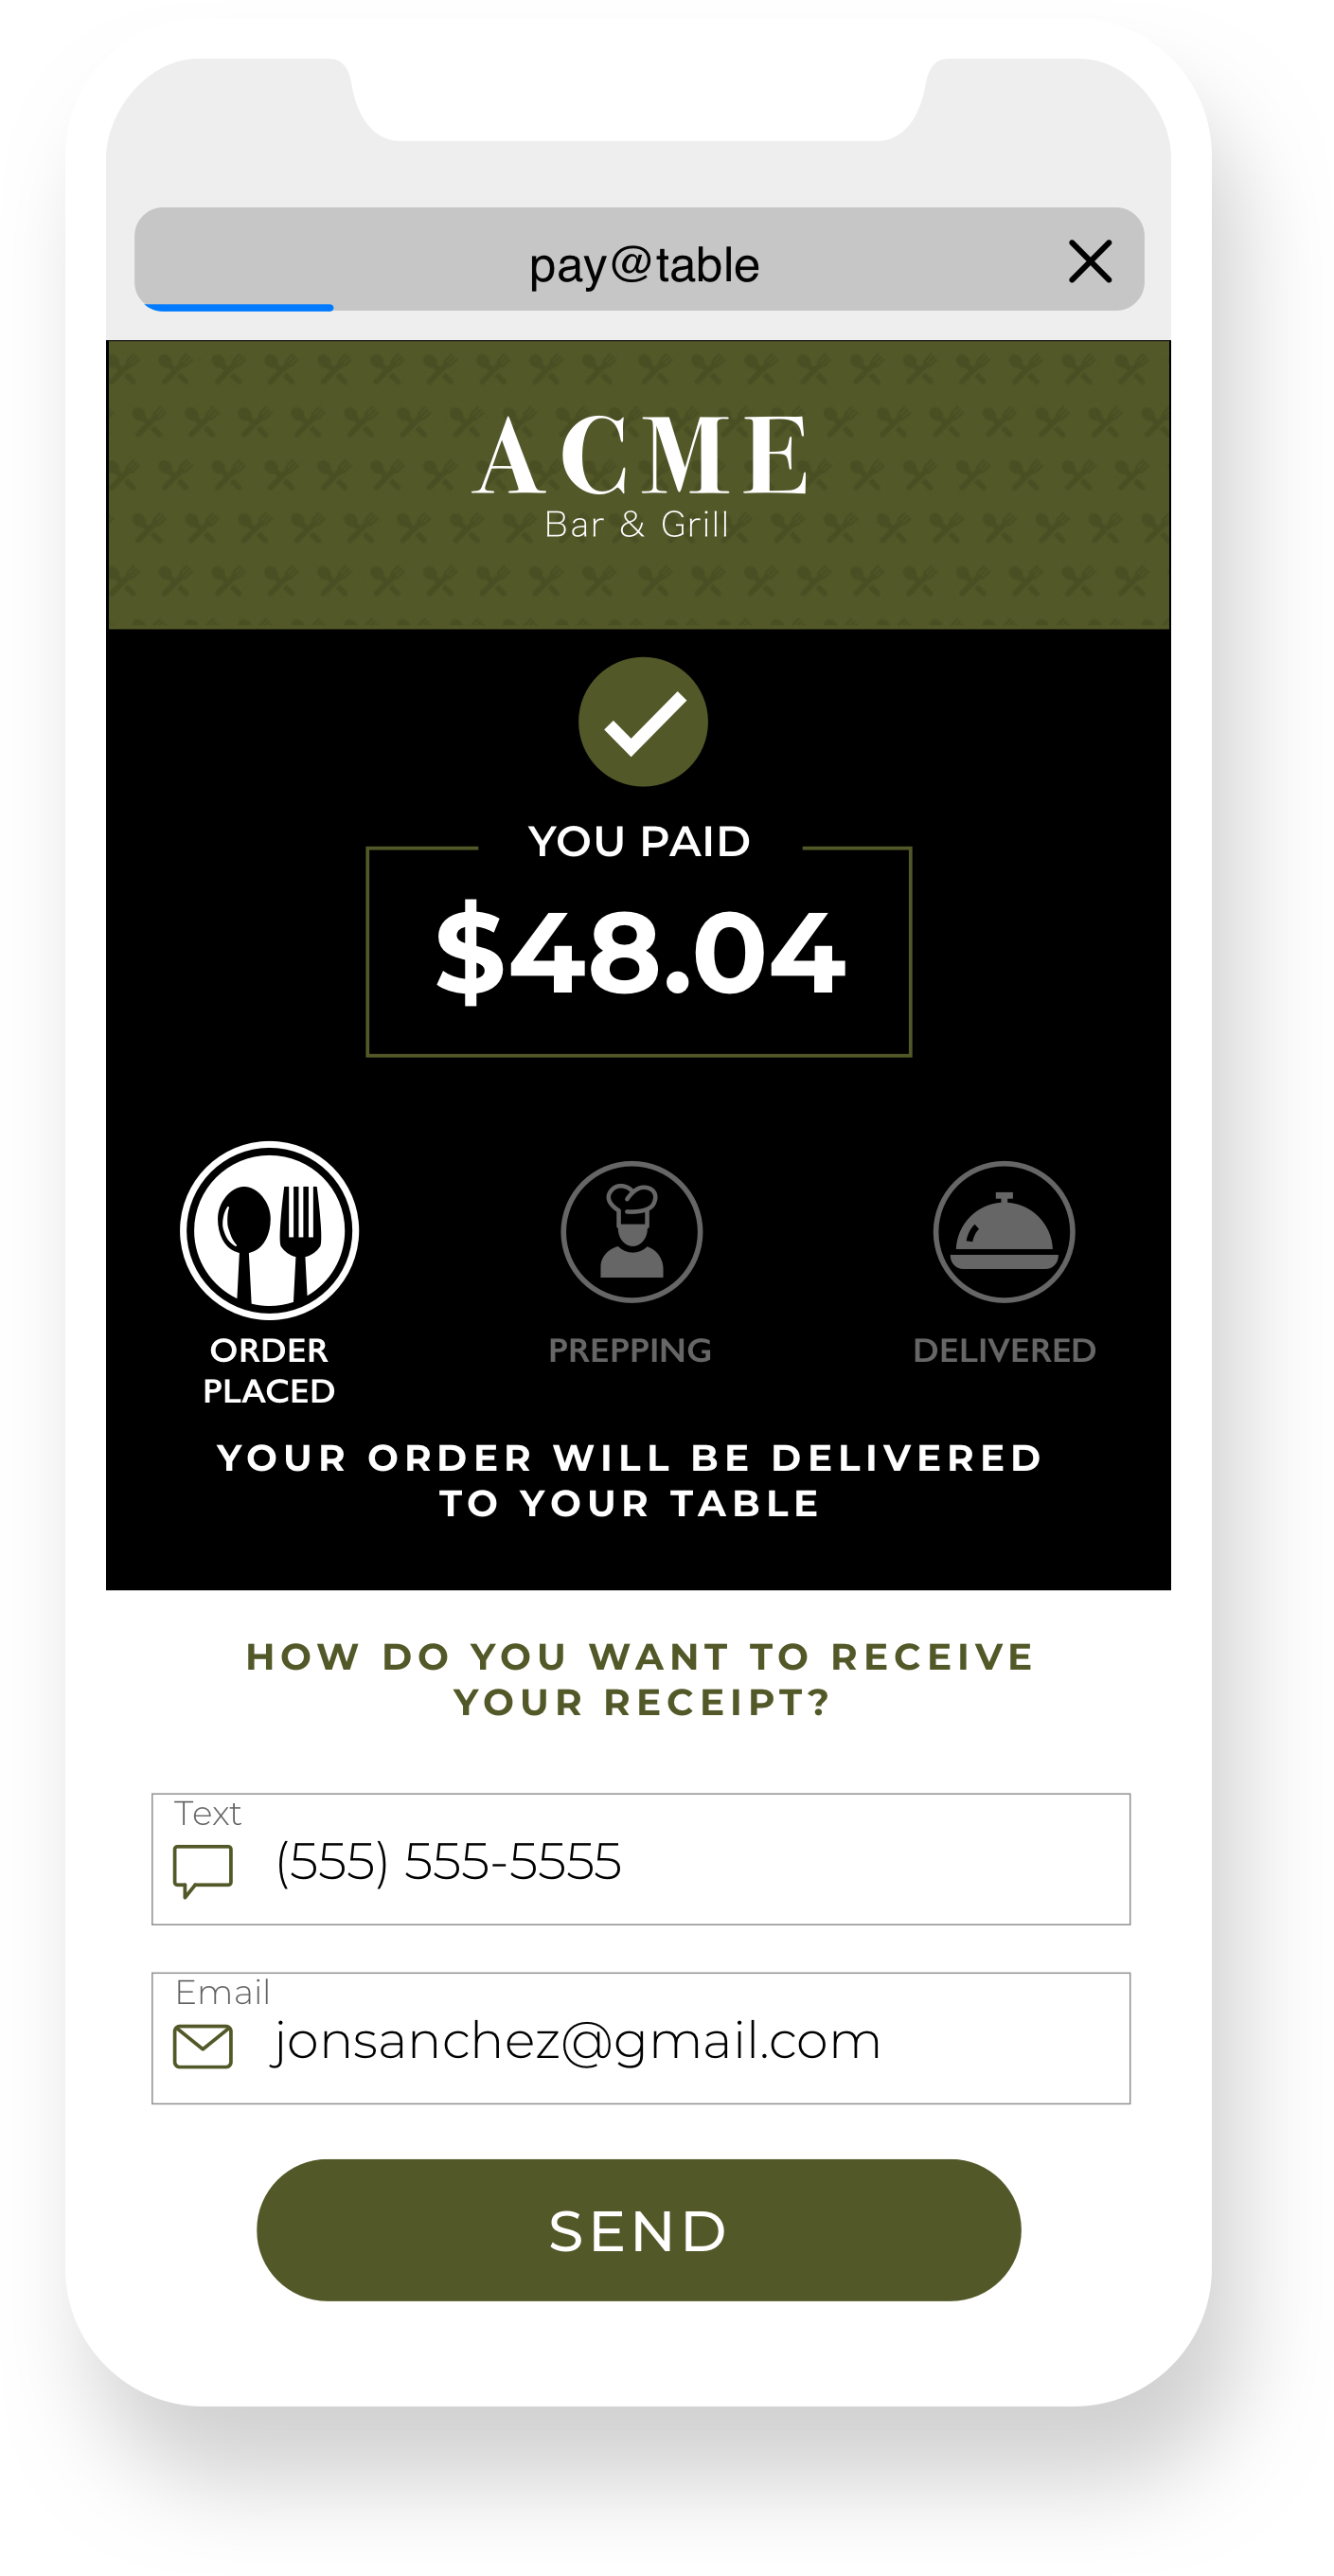 pay@table
ACME
Bar & Grill
YOU PAID
$48.04
ORDER
PLACED
PREPPING
DELIVERED
YOUR ORDER WILL BE DELIVERED
TO YOUR TABLE
HOW DO YOU WANT TO RECEIVE
YOUR RECEIPT?
Text
(555) 555-5555
Email
jonsanchez@gmail.com
SEND